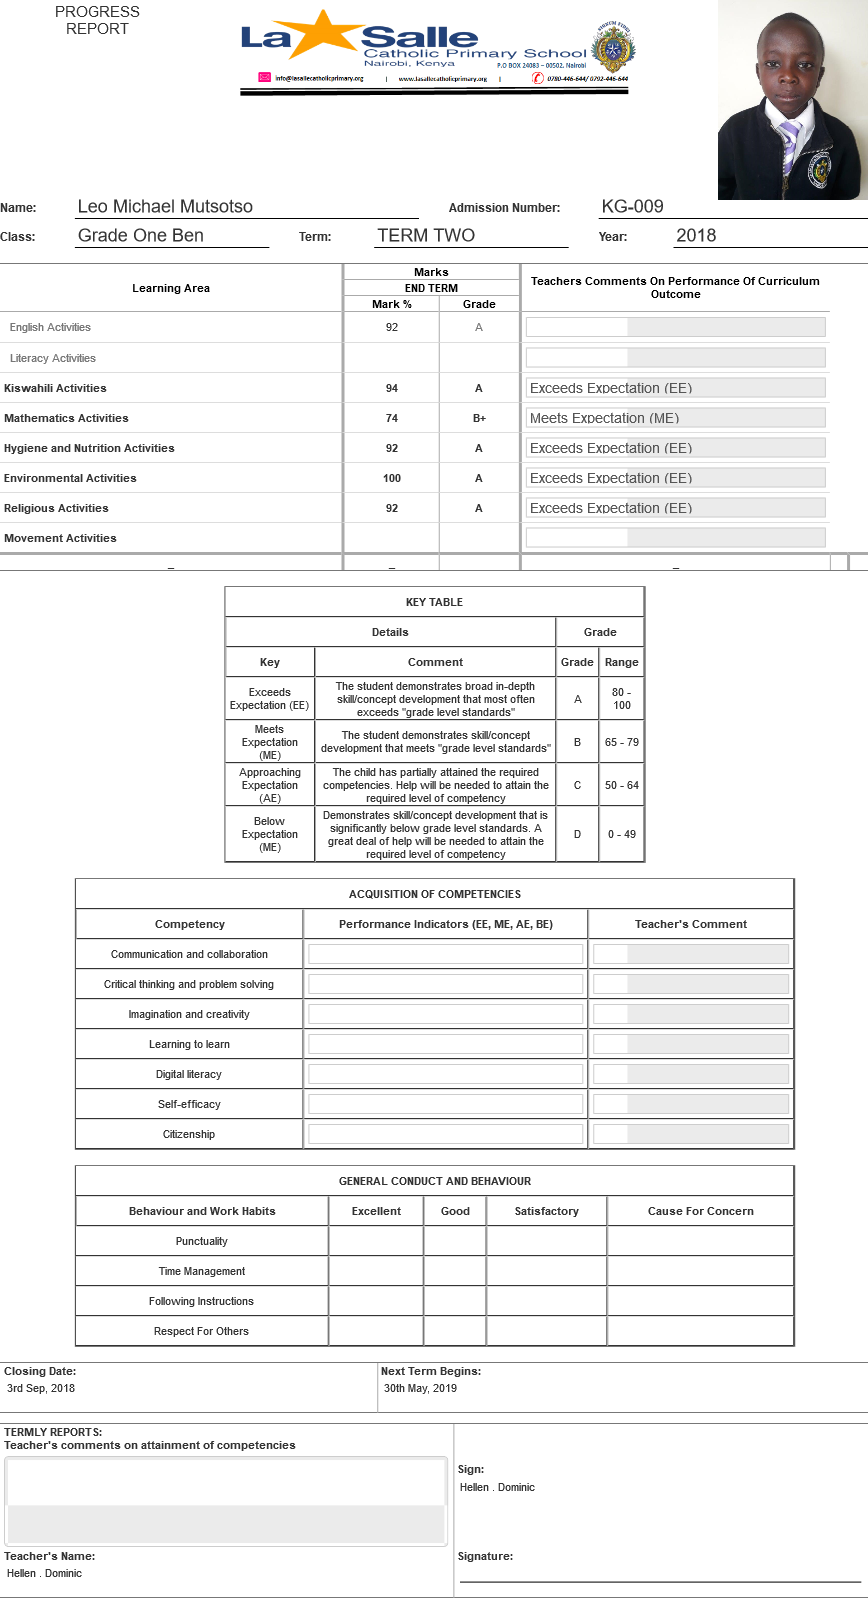 PROGRESS
REPORT
La Salle
Catholic Primary School
Nairobi, Kenya
P.O BOX 24083 – 00502, Nairobi
info@lasallecatholicprimary.org | www.lasallecatholicprimary.org | 0780-446-644/ 0792-446-644
Name: Leo Michael Mutsotso Admission Number: KG-009
Class: Grade One Ben Term: TERM TWO Year: 2018
Learning Area Marks Teachers Comments On Performance Of Curriculum Outcome
END TERM
Mark % Grade
English Activities 92 A
Literacy Activities
Kiswahili Activities 94 A Exceeds Expectation (EE)
Mathematics Activities 74 B+ Meets Expectation (ME)
Hygiene and Nutrition Activities 92 A Exceeds Expectation (EE)
Environmental Activities 100 A Exceeds Expectation (EE)
Religious Activities 92 A Exceeds Expectation (EE)
Movement Activities
_ _ _
KEY TABLE
Details Grade
Key Comment Grade Range
Exceeds Expectation (EE) The student demonstrates broad in-depth skill/concept development that most often exceeds "grade level standards" A 80 - 100
Meets Expectation (ME) The student demonstrates skill/concept development that meets "grade level standards" B 65 - 79
Approaching Expectation (AE) The child has partially attained the required competencies. Help will be needed to attain the required level of competency C 50 - 64
Below Expectation (ME) Demonstrates skill/concept development that is significantly below grade level standards. A great deal of help will be needed to attain the required level of competency D 0 - 49
ACQUISITION OF COMPETENCIES
Competency Performance Indicators (EE, ME, AE, BE) Teacher's Comment
Communication and collaboration
Critical thinking and problem solving
Imagination and creativity
Learning to learn
Digital literacy
Self-efficacy
Citizenship
GENERAL CONDUCT AND BEHAVIOUR
Behaviour and Work Habits Excellent Good Satisfactory Cause For Concern
Punctuality
Time Management
Following Instructions
Respect For Others
Closing Date: Next Term Begins:
3rd Sep, 2018 30th May, 2019
TERMLY REPORTS:
Teacher's comments on attainment of competencies
Sign:
Hellen . Dominic
Teacher's Name: Signature:
Hellen . Dominic